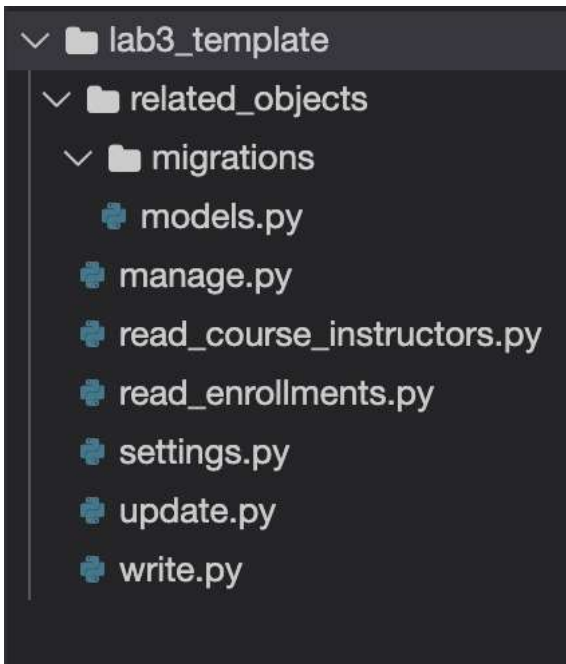 lab3_template
related_objects
migrations
models.py
manage.py
read_course_instructors.py
read_enrollments.py
settings.py
update.py
write.py